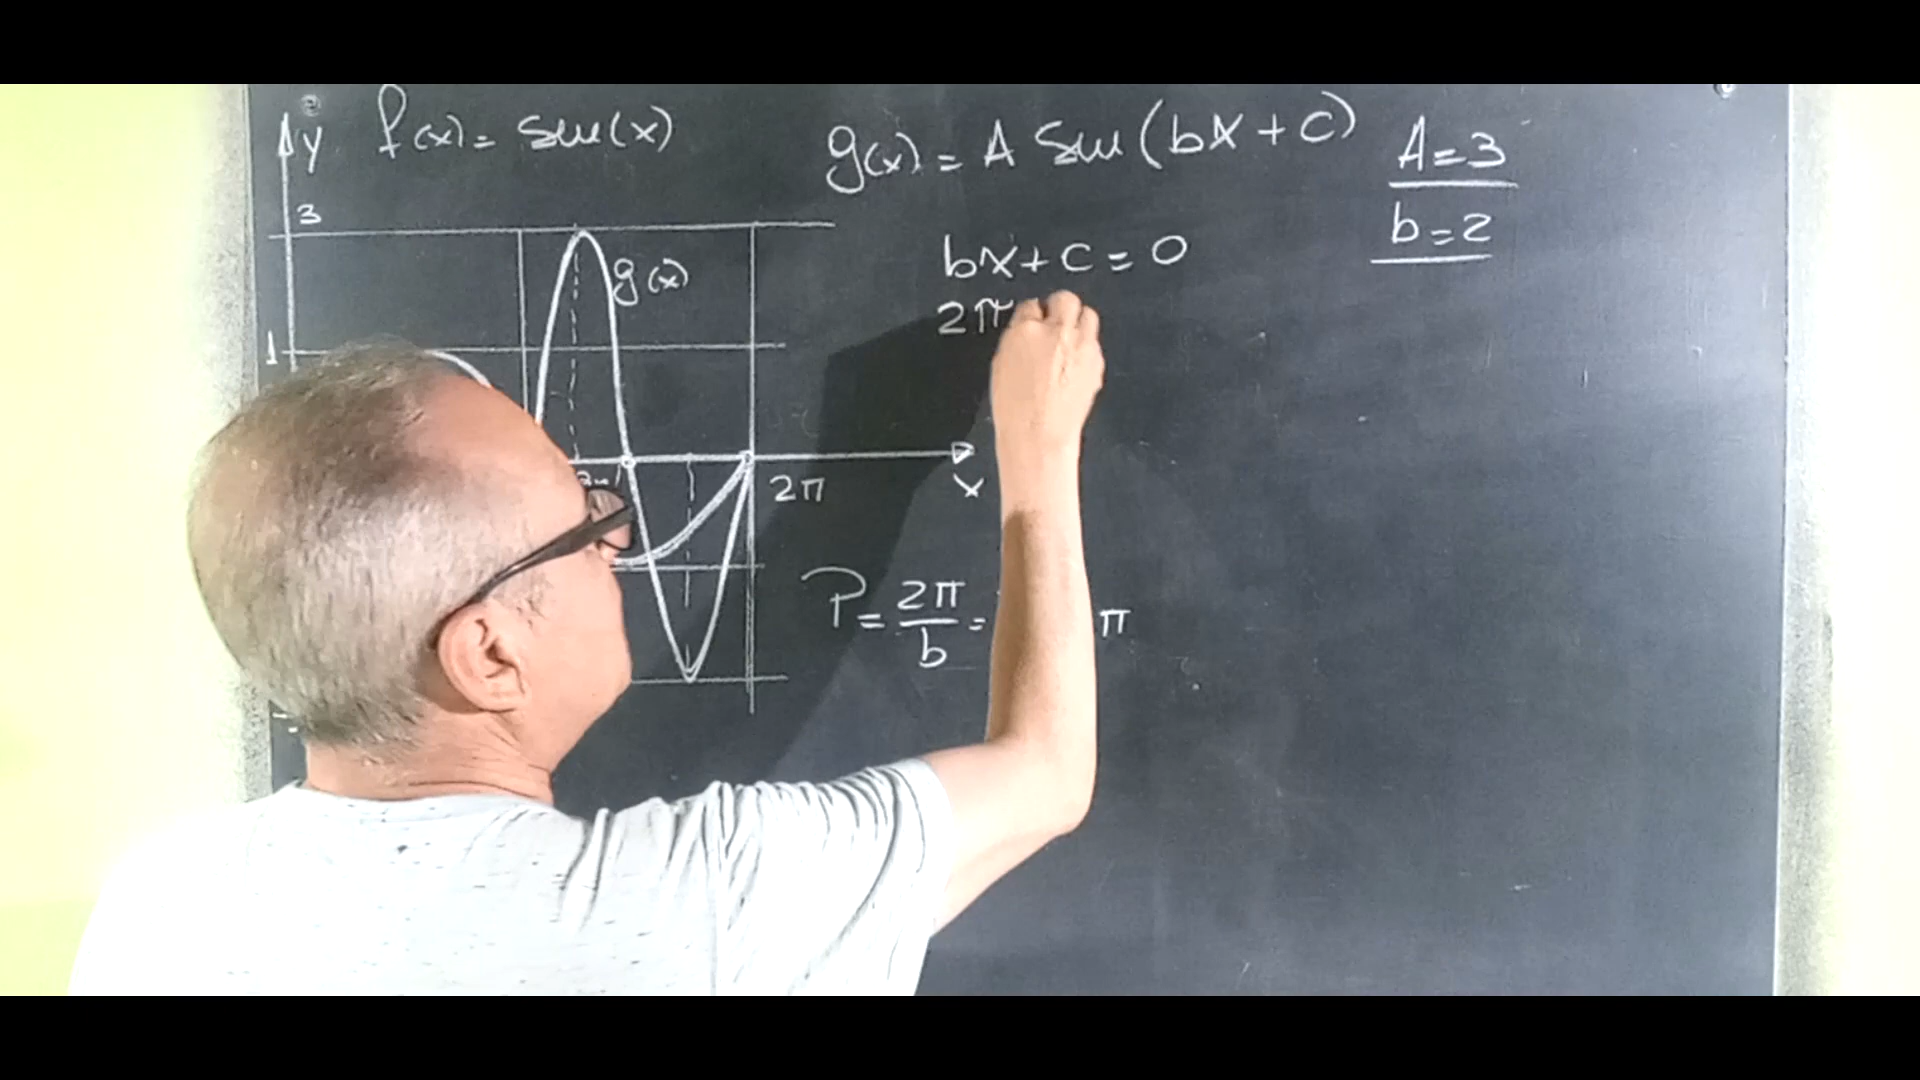 y f(x) = sen(x)
g(x) = A sen(bx+c)
A=3
b=2
3
g(x)
1
bx+c=0
2π
2π
x
P = 2π/b = π